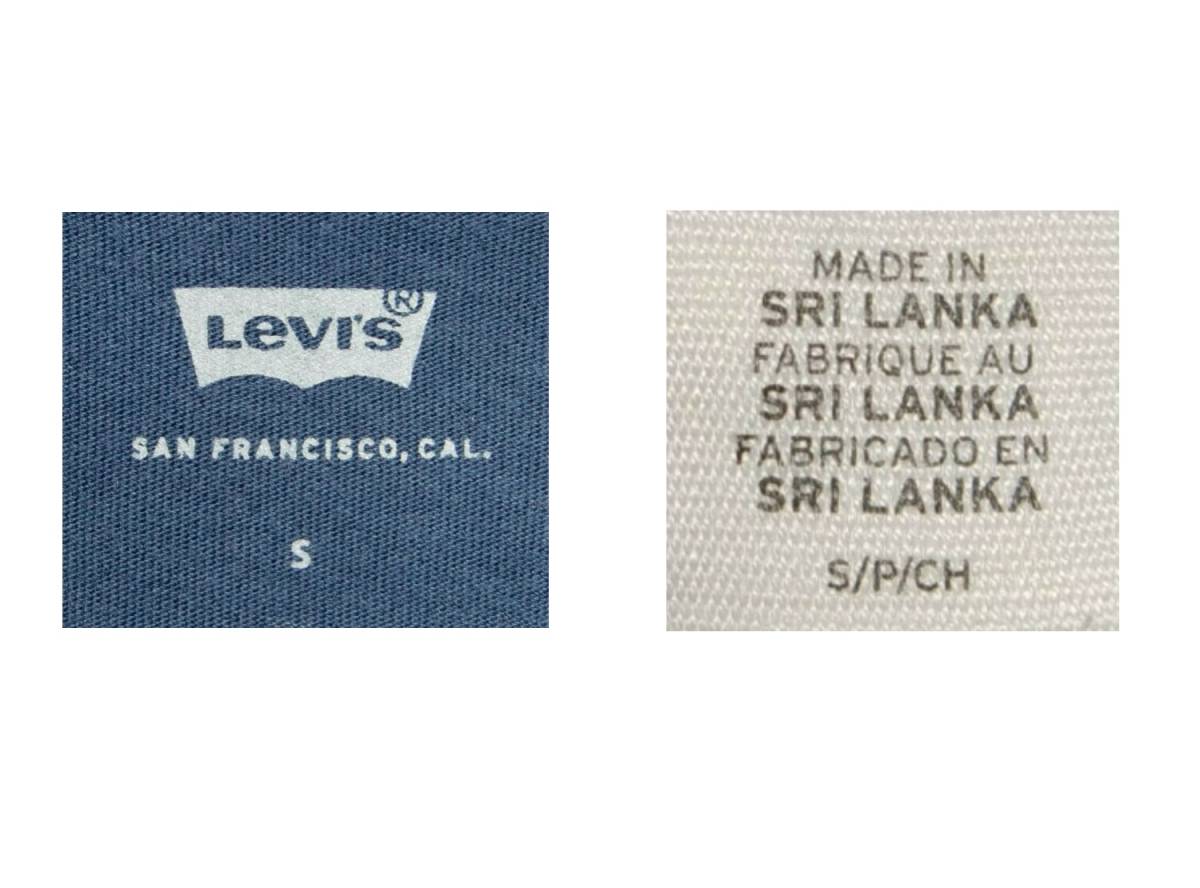 Levi's®
SAN FRANCISCO, CAL.
S
MADE IN
SRI LANKA
FABRIQUE AU
SRI LANKA
FABRICADO EN
SRI LANKA
S/P/CH